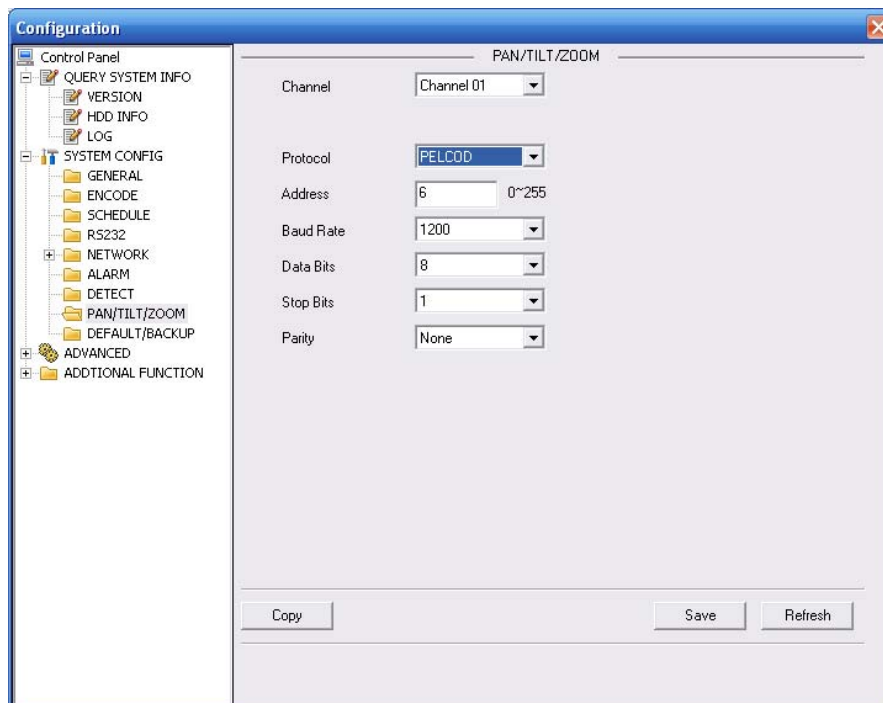 Configuration
Control Panel
QUERY SYSTEM INFO
VERSION
HDD INFO
LOG
SYSTEM CONFIG
GENERAL
ENCODE
SCHEDULE
RS232
NETWORK
ALARM
DETECT
PAN/TILT/ZOOM
DEFAULT/BACKUP
ADVANCED
ADDTIONAL FUNCTION
PAN/TILT/ZOOM
Channel Channel 01
Protocol PELCOD
Address 6 0~255
Baud Rate 1200
Data Bits 8
Stop Bits 1
Parity None
Copy Save Refresh